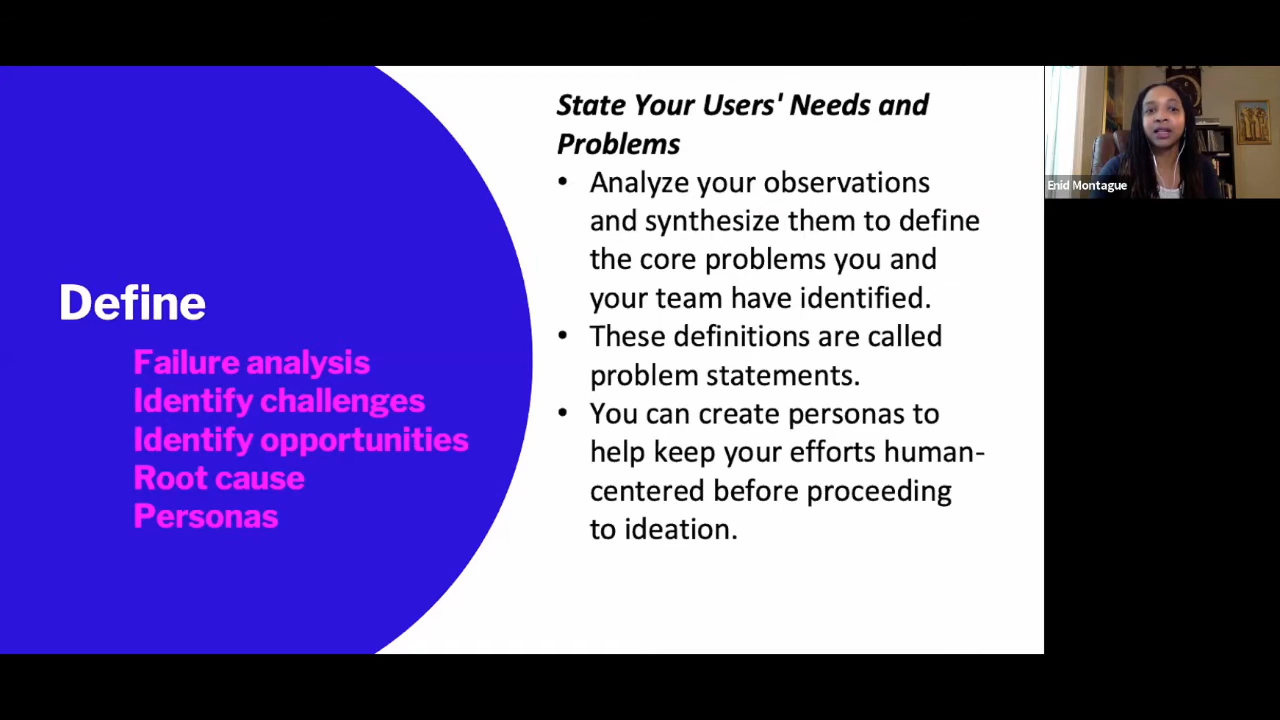 Define
Failure analysis
Identify challenges
Identify opportunities
Root cause
Personas
State Your Users' Needs and
Problems
• Analyze your observations
and synthesize them to define
the core problems you and
your team have identified.
• These definitions are called
problem statements.
• You can create personas to
help keep your efforts human-
centered before proceeding
to ideation.
Enid Montague